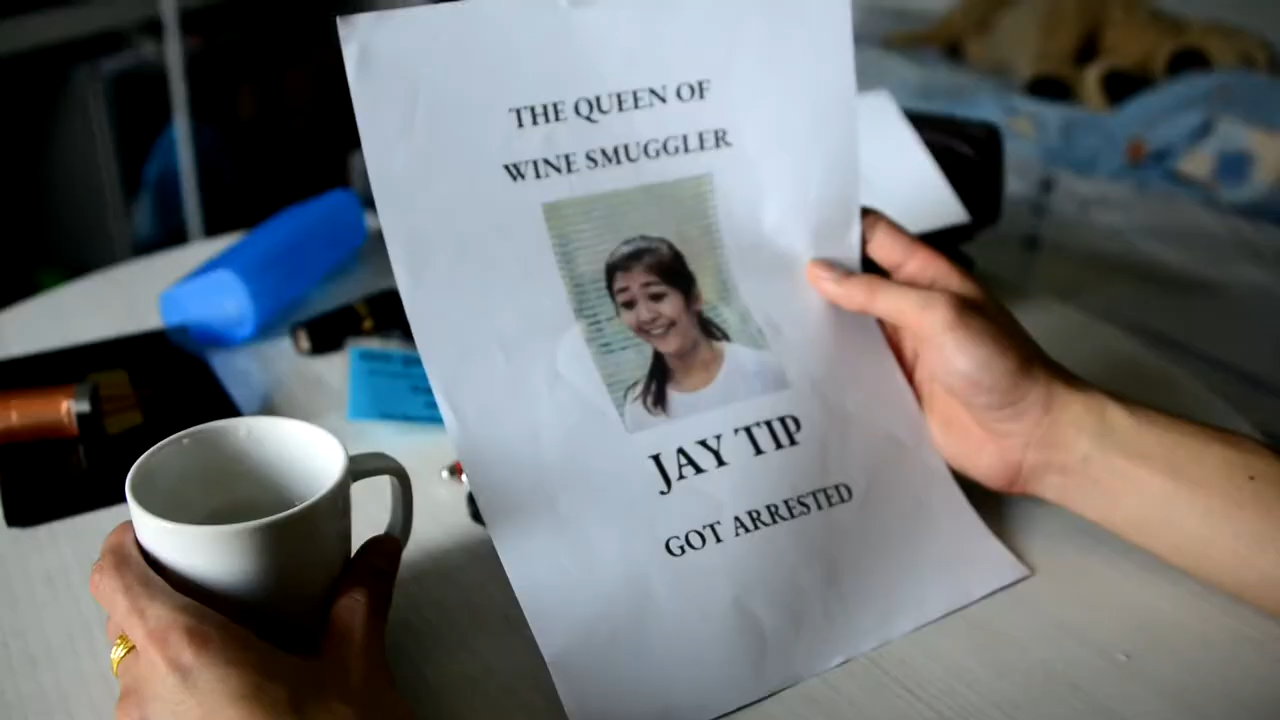 THE QUEEN OF
WINE SMUGGLER
JAY TIP
GOT ARRESTED